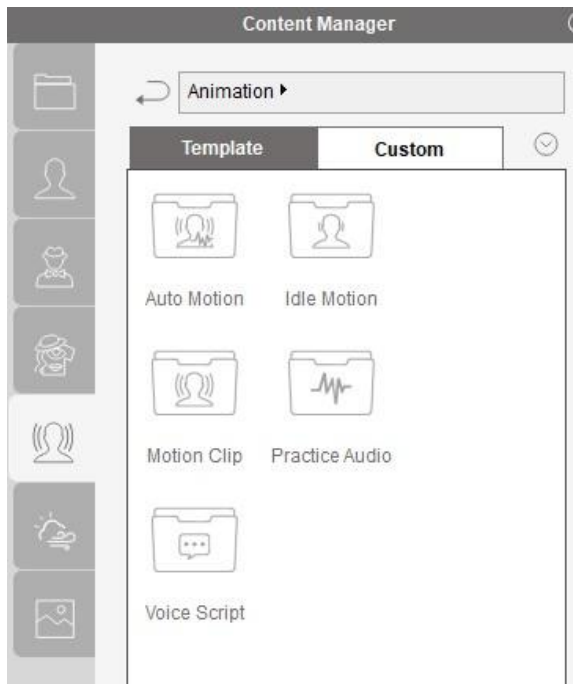 Content Manager
Animation
Template Custom
Auto Motion Idle Motion
Motion Clip Practice Audio
Voice Script